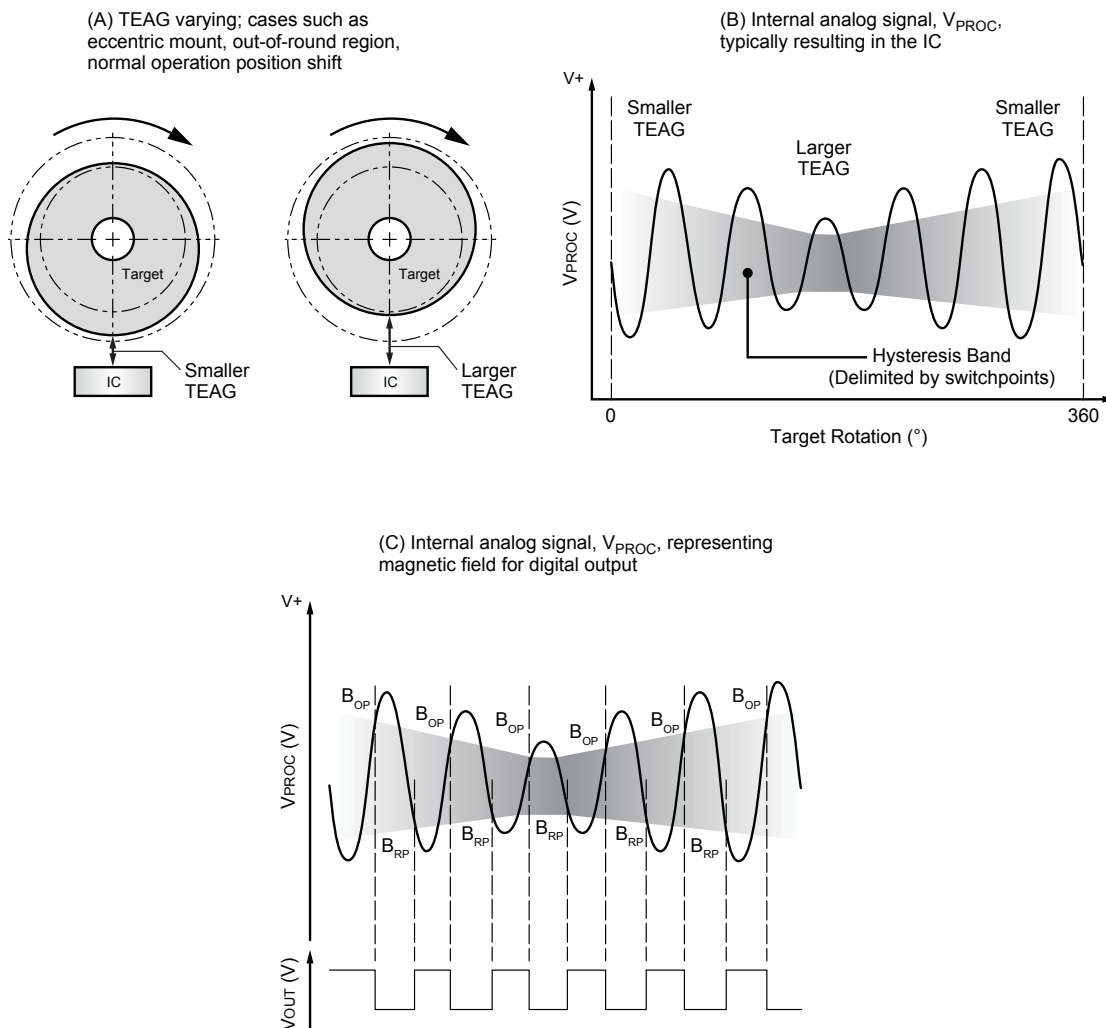 (A) TEAG varying; cases such as
eccentric mount, out-of-round region,
normal operation position shift
Target
IC
Smaller
TEAG
Target
IC
Larger
TEAG
(B) Internal analog signal, VPROC,
typically resulting in the IC
V+
Smaller
TEAG
Larger
TEAG
Smaller
TEAG
VPROC (V)
Hysteresis Band
(Delimited by switchpoints)
0
360
Target Rotation (°)
(C) Internal analog signal, VPROC, representing
magnetic field for digital output
V+
VPROC (V)
BOP
BOP
BOP
BOP
BOP
BOP
BRP
BRP
BRP
BRP
BRP
VOUT (V)